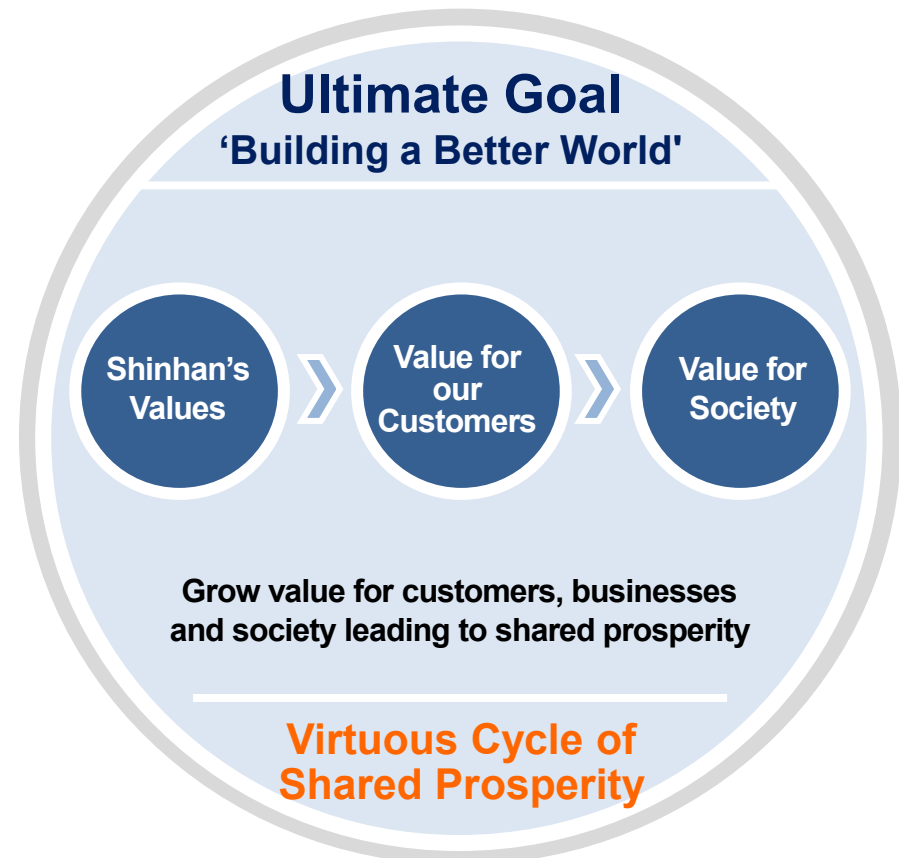 Ultimate Goal
‘Building a Better World'
Shinhan’s
Values
Value for
our
Customers
Value for
Society
Grow value for customers, businesses
and society leading to shared prosperity
Virtuous Cycle of
Shared Prosperity